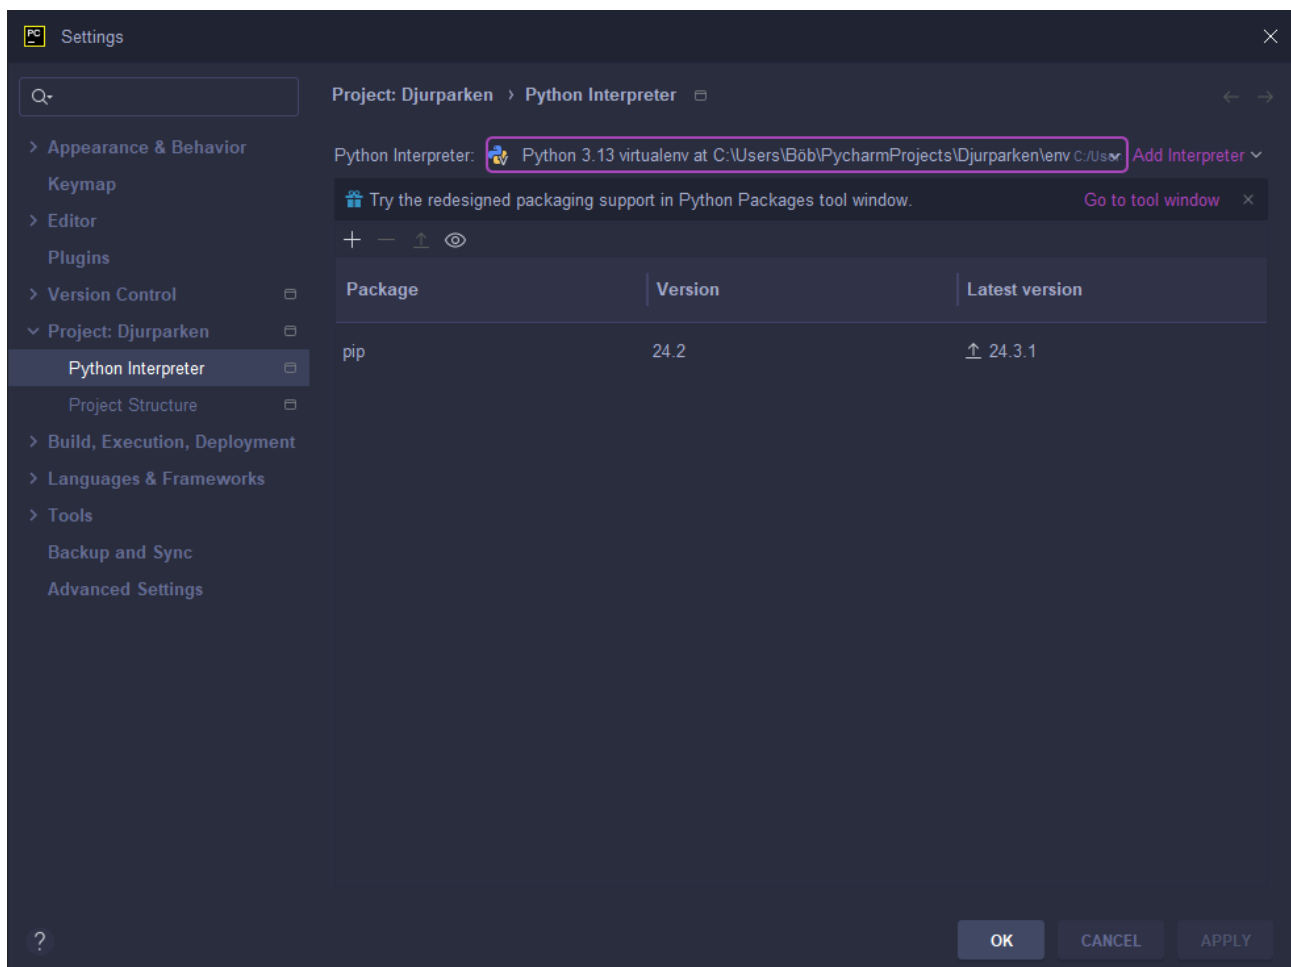 PC Settings
Project: Djurparken › Python Interpreter
Appearance & Behavior
Keymap
Editor
Plugins
Version Control
Project: Djurparken
Python Interpreter
Project Structure
Build, Execution, Deployment
Languages & Frameworks
Tools
Backup and Sync
Advanced Settings
Python Interpreter: Python 3.13 virtualenv at C:\Users\Böb\PycharmProjects\Djurparken\env C:/User Add Interpreter
Try the redesigned packaging support in Python Packages tool window. Go to tool window
Package Version Latest version
pip 24.2 24.3.1
? OK CANCEL APPLY